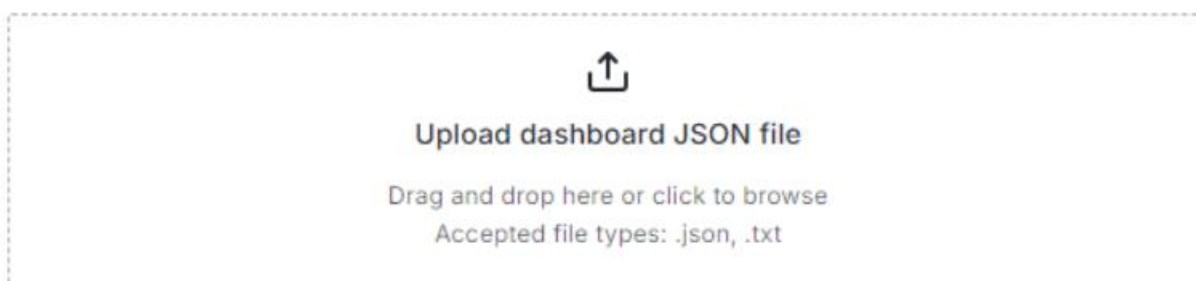 Upload dashboard JSON file
Drag and drop here or click to browse
Accepted file types: .json, .txt